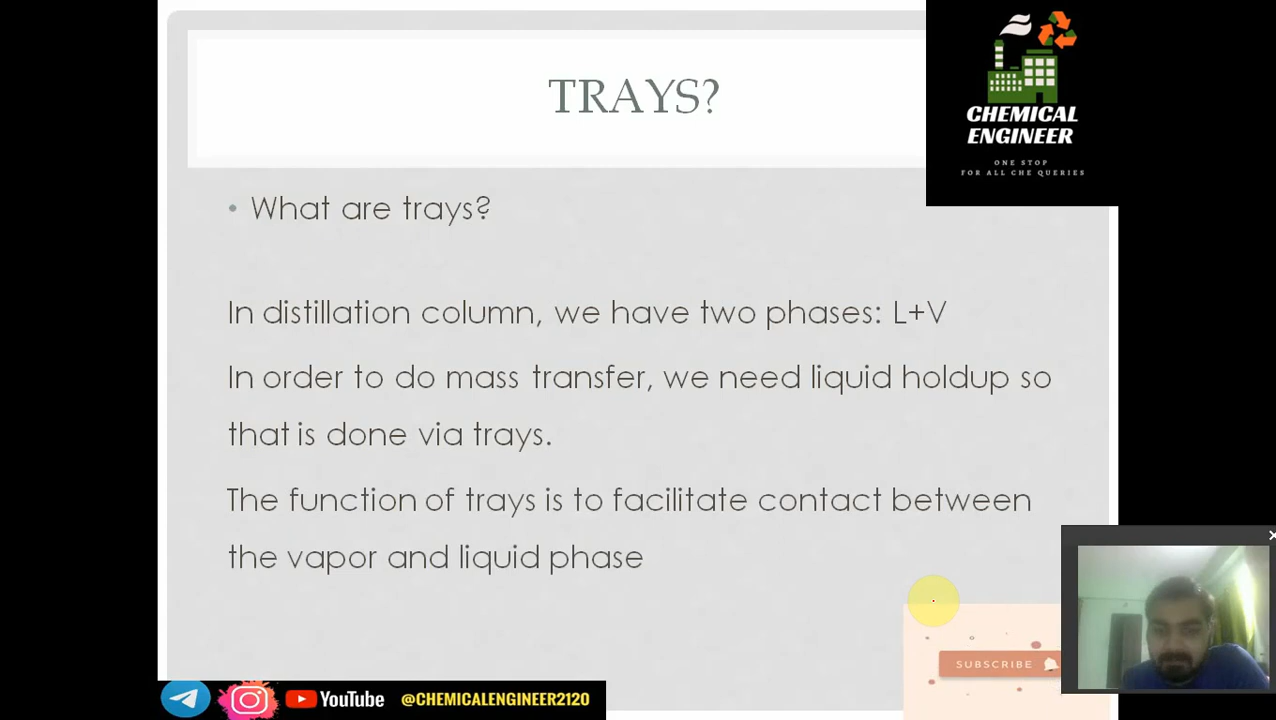 TRAYS?
CHEMICAL
ENGINEER
ONE STOP
FOR ALL CHE QUERIES
• What are trays?
In distillation column, we have two phases: L+V
In order to do mass transfer, we need liquid holdup so
that is done via trays.
The function of trays is to facilitate contact between
the vapor and liquid phase
SUBSCRIBE
YouTube @CHEMICALENGINEER2120